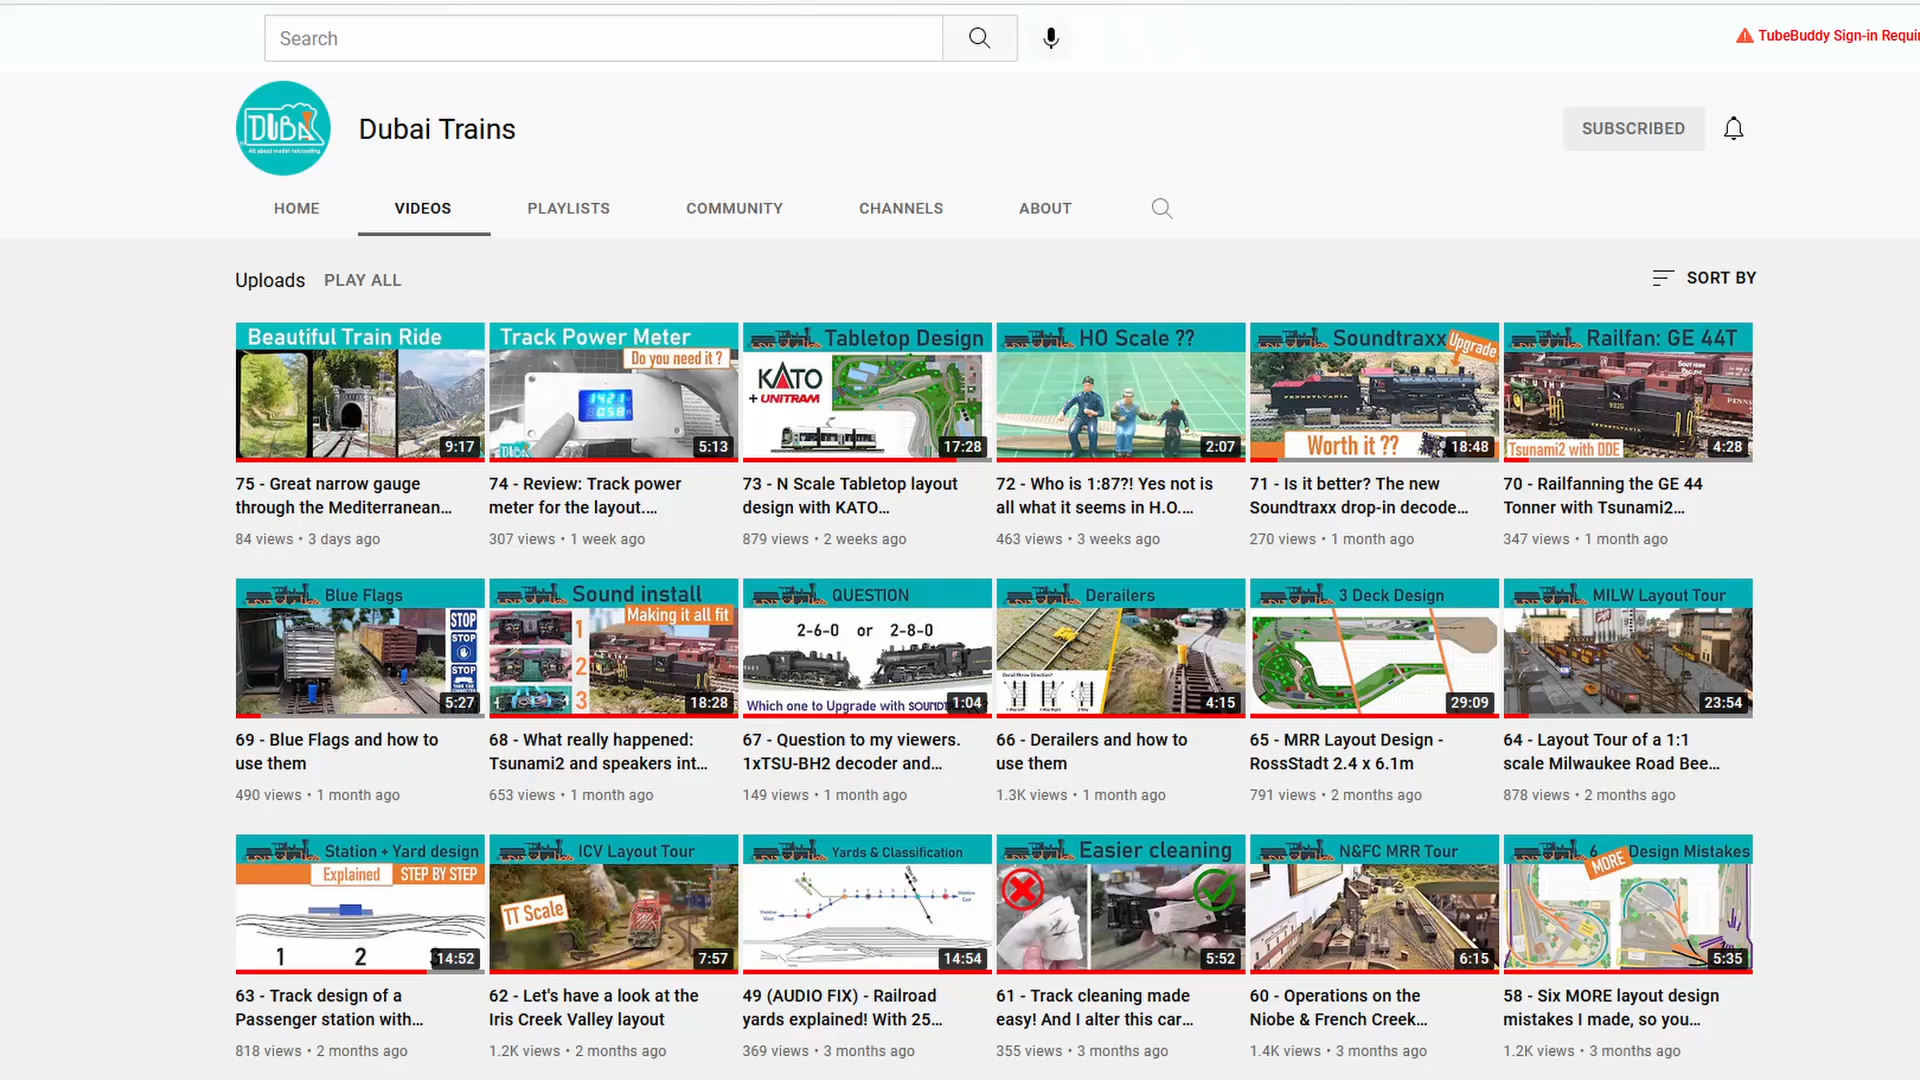 Search
TubeBuddy Sign-in Requir
DUBAI
All about model railroading
Dubai Trains
SUBSCRIBED
HOME
VIDEOS
PLAYLISTS
COMMUNITY
CHANNELS
ABOUT
Uploads
PLAY ALL
SORT BY
Beautiful Train Ride
9:17
Track Power Meter
Do you need it ?
5:13
Tabletop Design
KATO
+ UNITRAM
17:28
HO Scale ??
2:07
Soundtraxx
Upgrade
PENNSYLVANIA
Worth it ??
18:48
Railfan: GE 44T
Tsunami2 with DDE
4:28
75 - Great narrow gauge
through the Mediterranean...
84 views • 3 days ago
74 - Review: Track power
meter for the layout....
307 views • 1 week ago
73 - N Scale Tabletop layout
design with KATO...
879 views • 2 weeks ago
72 - Who is 1:87?! Yes not is
all what it seems in H.O....
463 views • 3 weeks ago
71 - Is it better? The new
Soundtraxx drop-in decode...
270 views • 1 month ago
70 - Railfanning the GE 44
Tonner with Tsunami2...
347 views • 1 month ago
Blue Flags
STOP
STOP
STOP
5:27
Sound install
Making it all fit
1
2
3
18:28
QUESTION
2-6-0 or 2-8-0
Which one to Upgrade with SOUNDT
1:04
Derailers
4:15
3 Deck Design
29:09
MILW Layout Tour
23:54
69 - Blue Flags and how to
use them
490 views • 1 month ago
68 - What really happened:
Tsunami2 and speakers int...
653 views • 1 month ago
67 - Question to my viewers.
1xTSU-BH2 decoder and...
149 views • 1 month ago
66 - Derailers and how to
use them
1.3K views • 1 month ago
65 - MRR Layout Design -
RossStadt 2.4 x 6.1m
791 views • 2 months ago
64 - Layout Tour of a 1:1
scale Milwaukee Road Bee...
878 views • 2 months ago
Station + Yard design
Explained STEP BY STEP
1 2
14:52
ICV Layout Tour
TT Scale
7:57
Yards & Classification
14:54
Easier cleaning
5:52
N&FC MRR Tour
6:15
6 MORE Design Mistakes
5:35
63 - Track design of a
Passenger station with...
818 views • 2 months ago
62 - Let's have a look at the
Iris Creek Valley layout
1.2K views • 2 months ago
49 (AUDIO FIX) - Railroad
yards explained! With 25...
369 views • 3 months ago
61 - Track cleaning made
easy! And I alter this car...
355 views • 3 months ago
60 - Operations on the
Niobe & French Creek...
1.4K views • 3 months ago
58 - Six MORE layout design
mistakes I made, so you...
1.2K views • 3 months ago